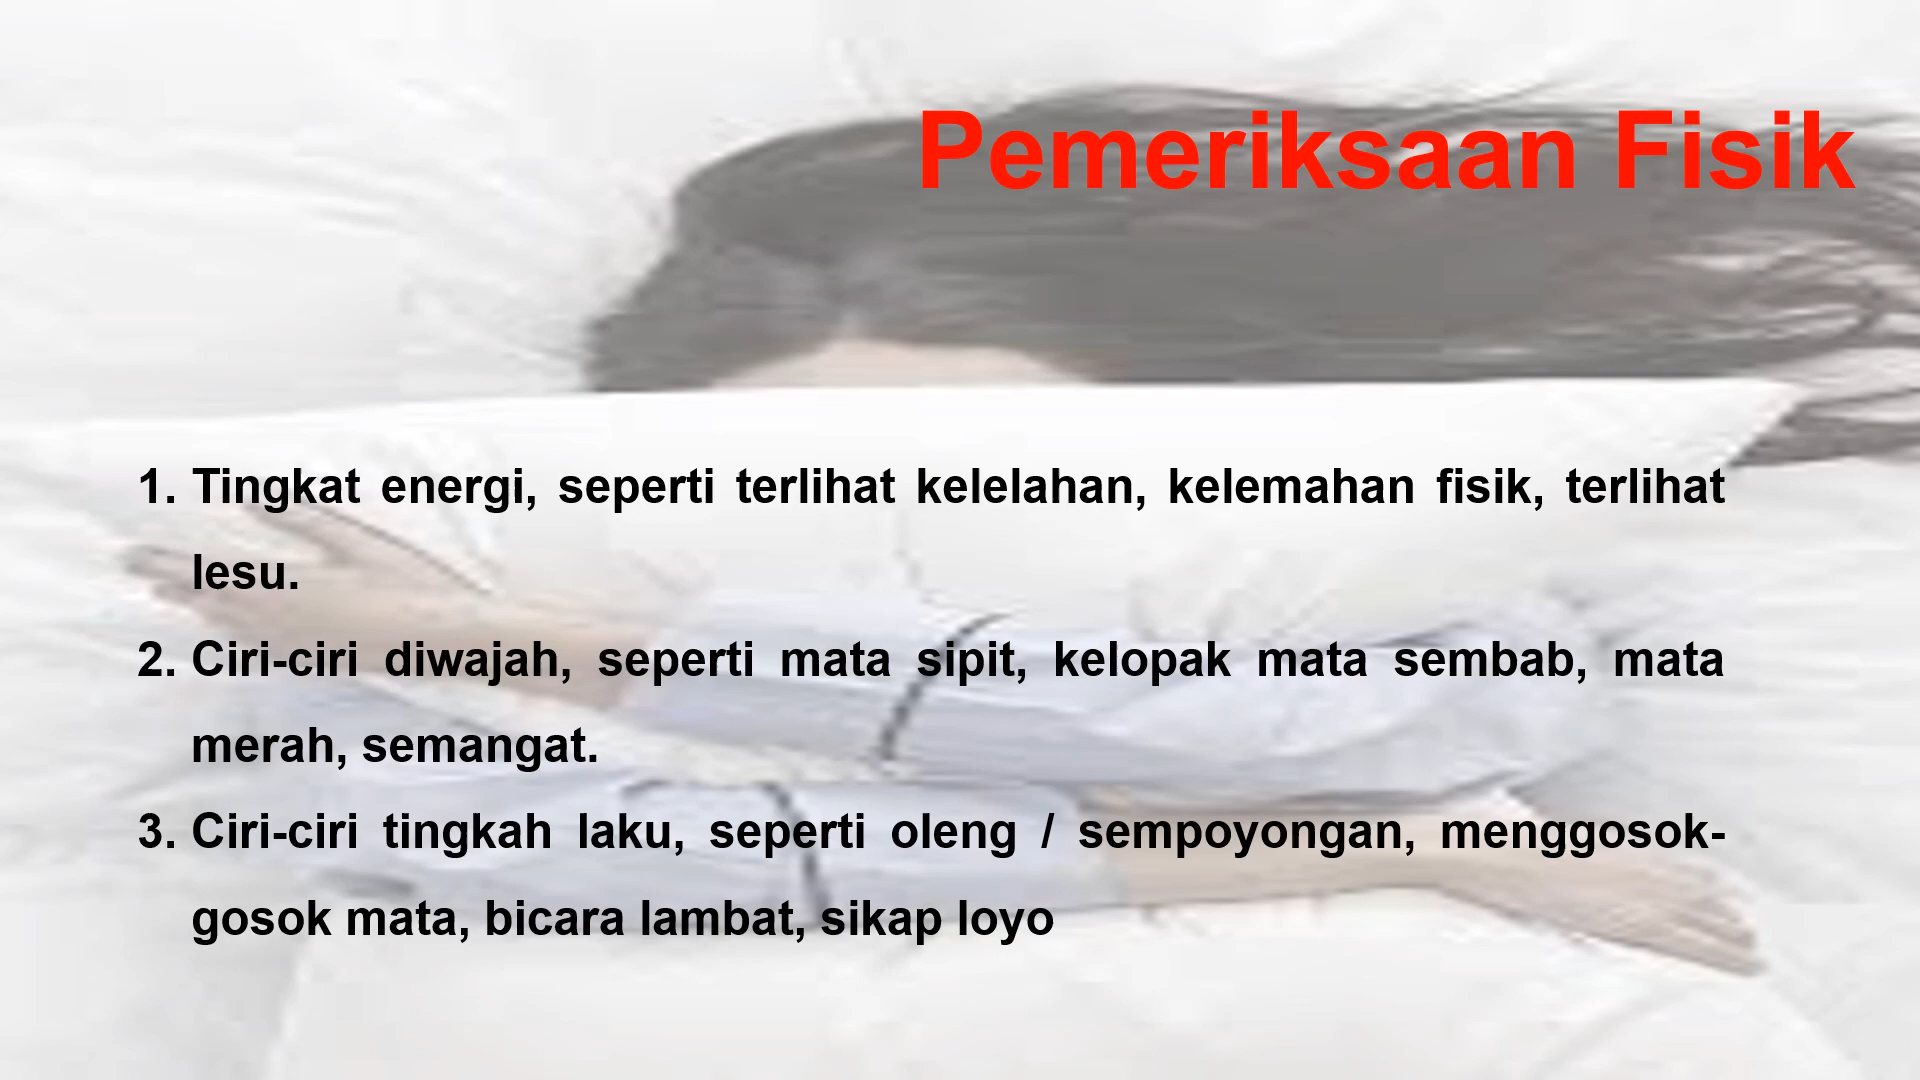 Pemeriksaan Fisik
1. Tingkat energi, seperti terlihat kelelahan, kelemahan fisik, terlihat
lesu.
2. Ciri-ciri diwajah, seperti mata sipit, kelopak mata sembab, mata
merah, semangat.
3. Ciri-ciri tingkah laku, seperti oleng / sempoyongan, menggosok-
gosok mata, bicara lambat, sikap loyo